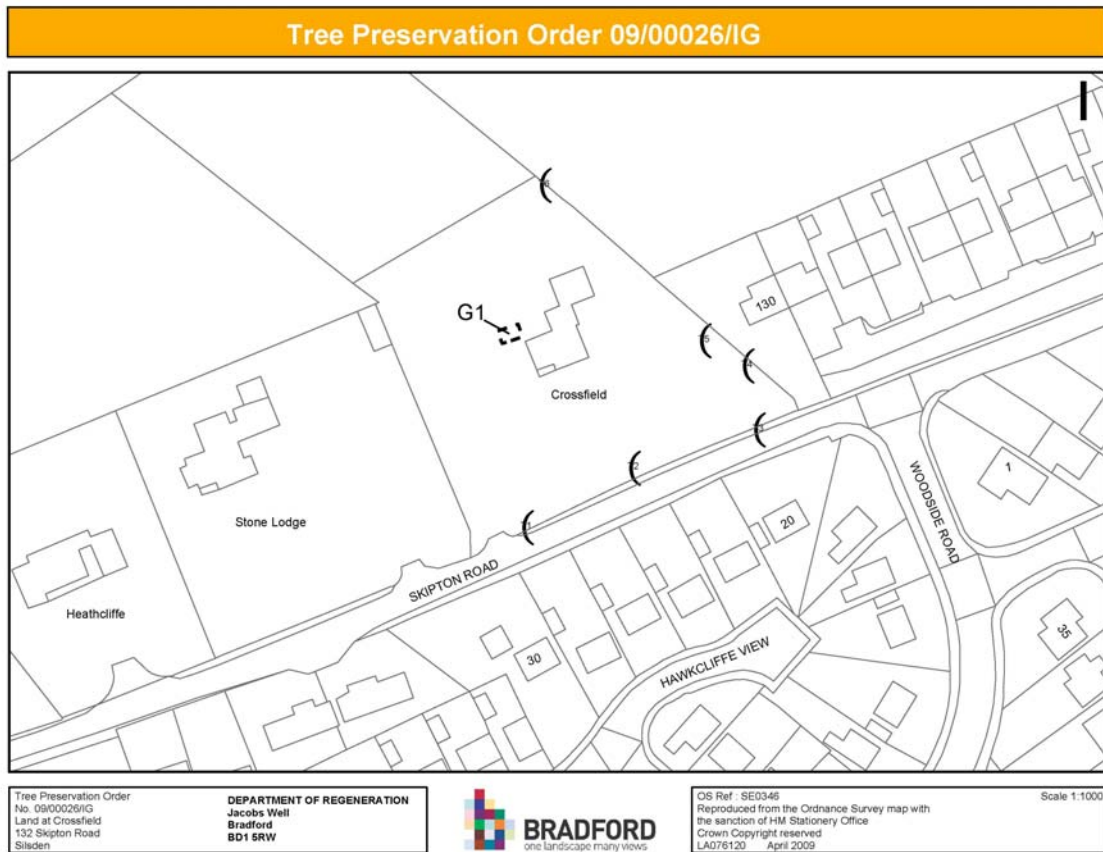 Tree Preservation Order 09/00026/IG
G1
130
Crossfield
Stone Lodge
Heathcliffe
SKIPTON ROAD
WOODSIDE ROAD
HAWKCLIFFE VIEW
1
20
30
35
Tree Preservation Order
No. 09/00026/IG
Land at Crossfield
132 Skipton Road
Silsden
DEPARTMENT OF REGENERATION
Jacobs Well
Bradford
BD1 5RW
BRADFORD
one landscape many views
OS Ref : SE0346
Reproduced from the Ordnance Survey map with
the sanction of HM Stationery Office
Crown Copyright reserved
LA076120 April 2009
Scale 1:1000